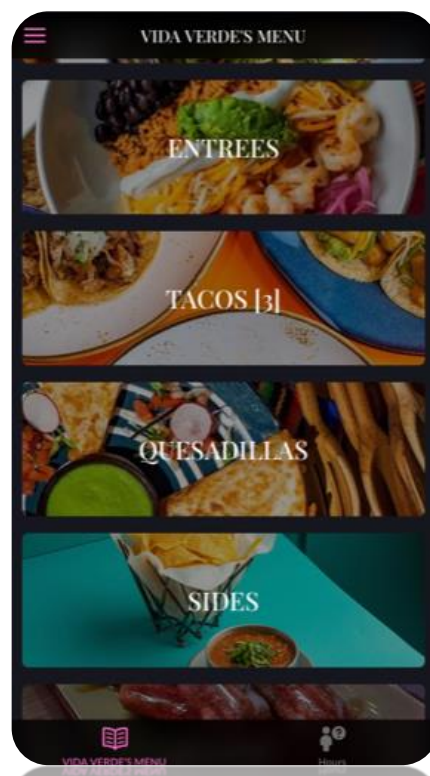 VIDA VERDE'S MENU
ENTREES
TACOS [3]
QUESADILLAS
SIDES
VIDA VERDE'S MENU
Hours